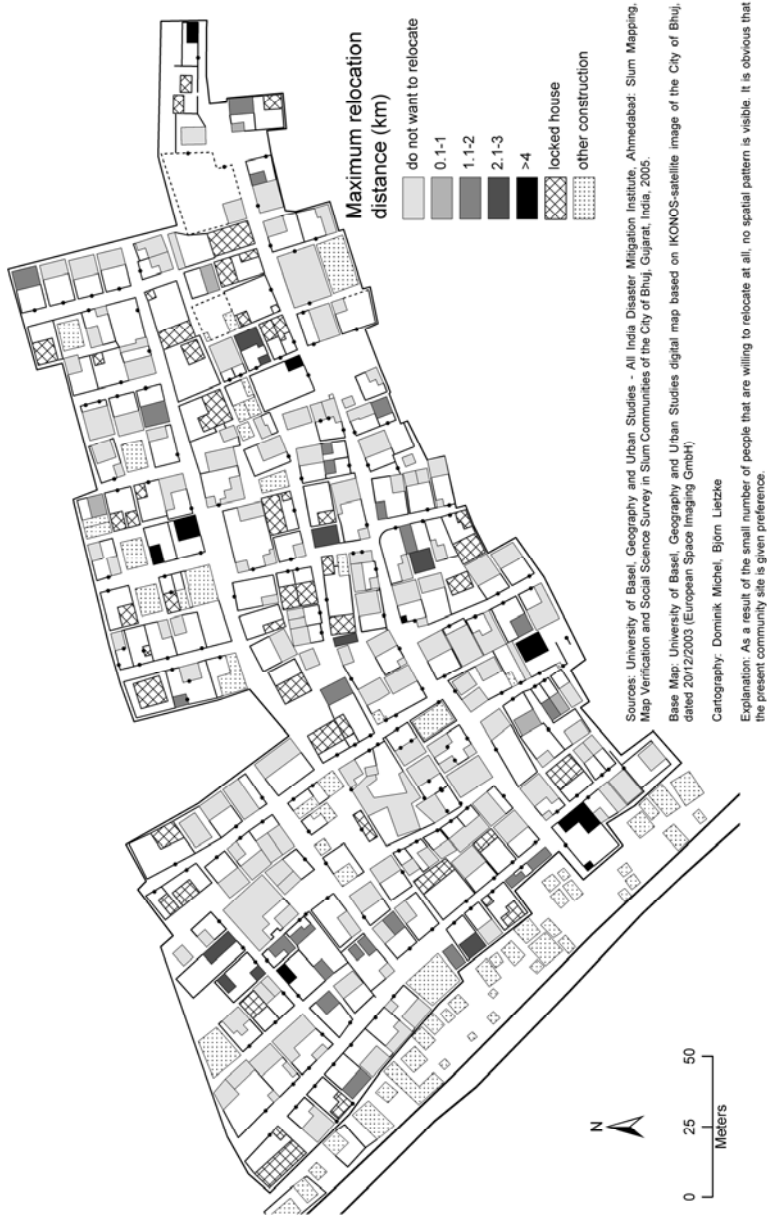 Maximum relocation
distance (km)
do not want to relocate
0.1-1
1.1-2
2.1-3
>4
locked house
other construction
N
0
25
50
Meters
Sources: University of Basel, Geography and Urban Studies - All India Disaster Mitigation Institute, Ahmedabad: Slum Mapping,
Map Verification and Social Science Survey in Slum Communities of the City of Bhuj, Gujarat, India, 2005.
Base Map: University of Basel, Geography and Urban Studies digital map based on IKONOS-satellite image of the City of Bhuj,
dated 20/12/2003 (European Space Imaging GmbH)
Cartography: Dominik Michel, Björn Lietzke
Explanation: As a result of the small number of people that are willing to relocate at all, no spatial pattern is visible. It is obvious that
the present community site is given preference.